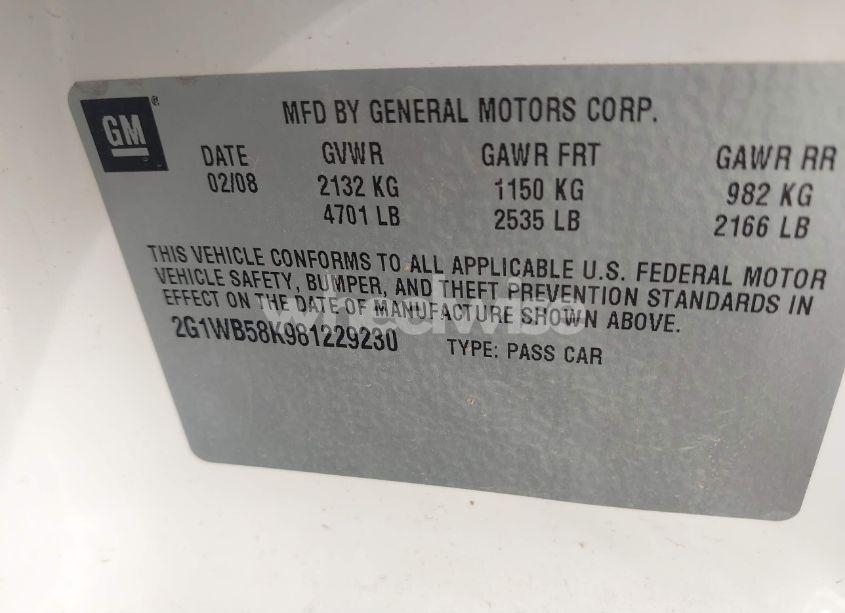 GM®
MFD BY GENERAL MOTORS CORP.
DATE GVWR GAWR FRT GAWR RR
02/08 2132 KG 1150 KG 982 KG
4701 LB 2535 LB 2166 LB
THIS VEHICLE CONFORMS TO ALL APPLICABLE U.S. FEDERAL MOTOR
VEHICLE SAFETY, BUMPER, AND THEFT PREVENTION STANDARDS IN
EFFECT ON THE DATE OF MANUFACTURE SHOWN ABOVE.
2G1WB58K981229230 TYPE: PASS CAR